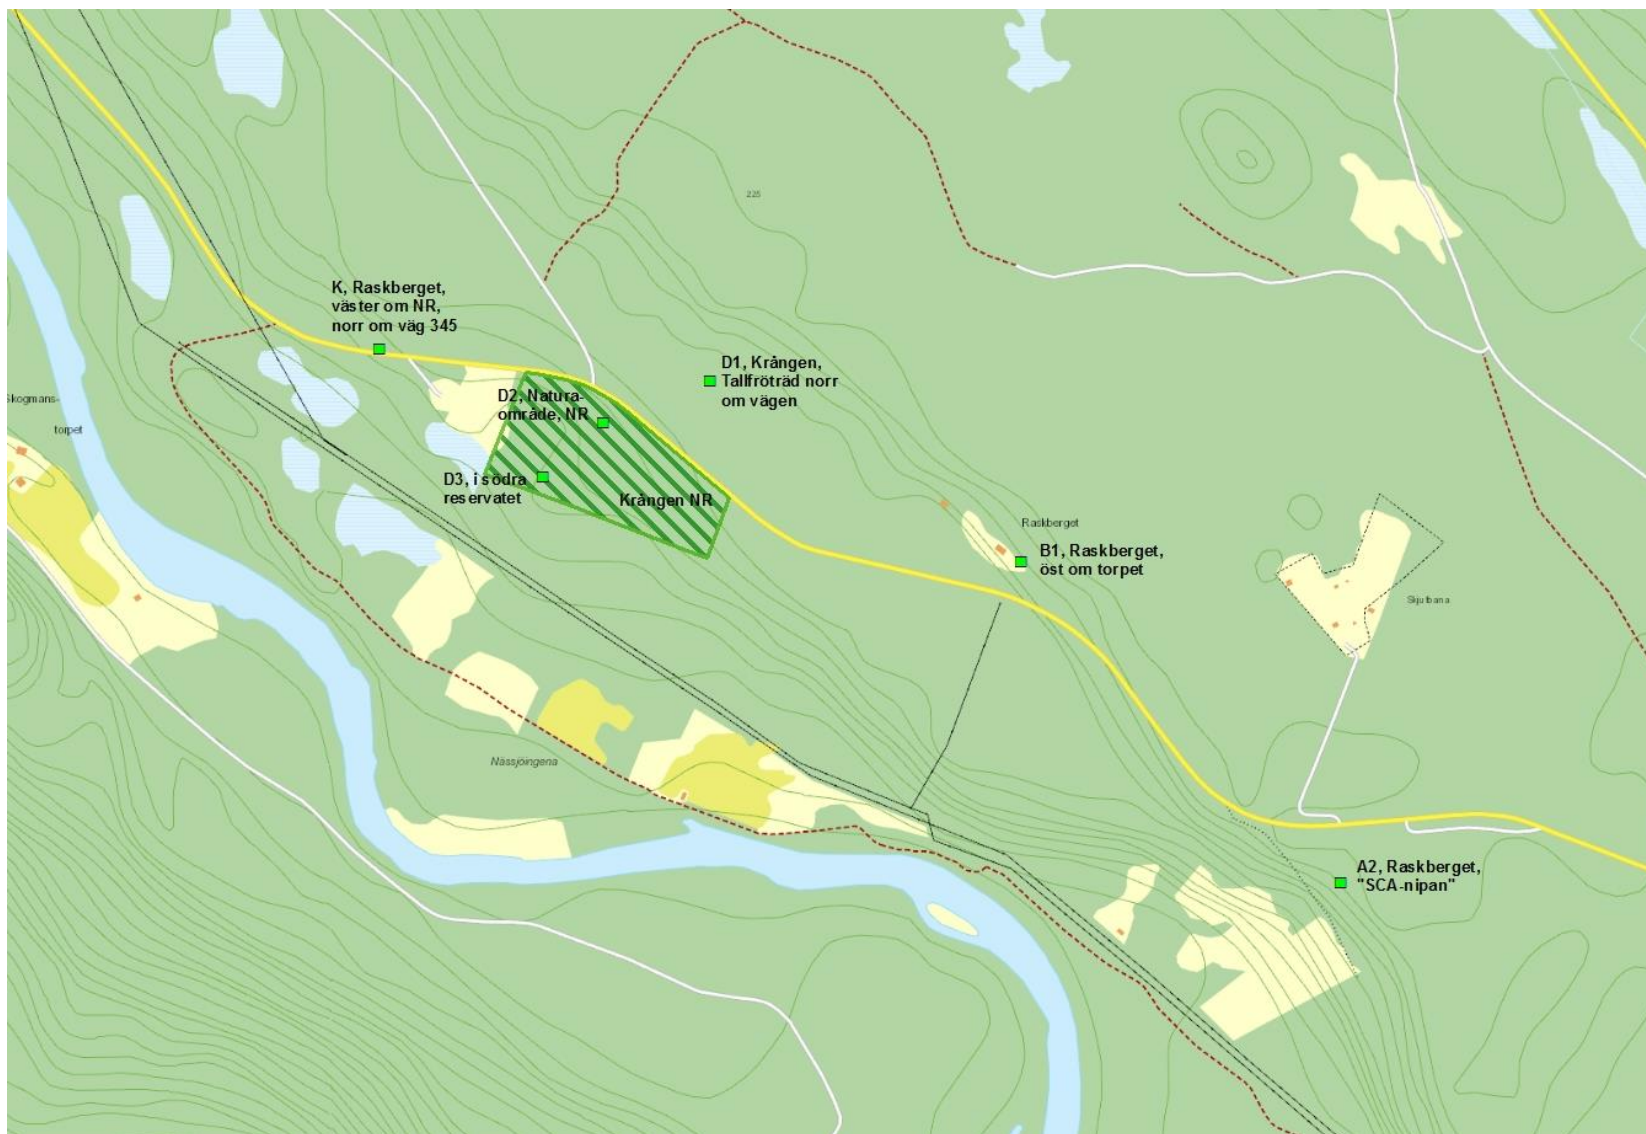 225
K, Raskberget,
väster om NR,
norr om väg 345
D1, Krången,
Tallfröträd norr
om vägen
D2, Natura-
område, NR
Skogmans-
torpet
D3, i södra
reservatet
Krången NR
Raskberget
B1, Raskberget,
öst om torpet
Skjutbana
Nässjöingena
A2, Raskberget,
"SCA-nipan"